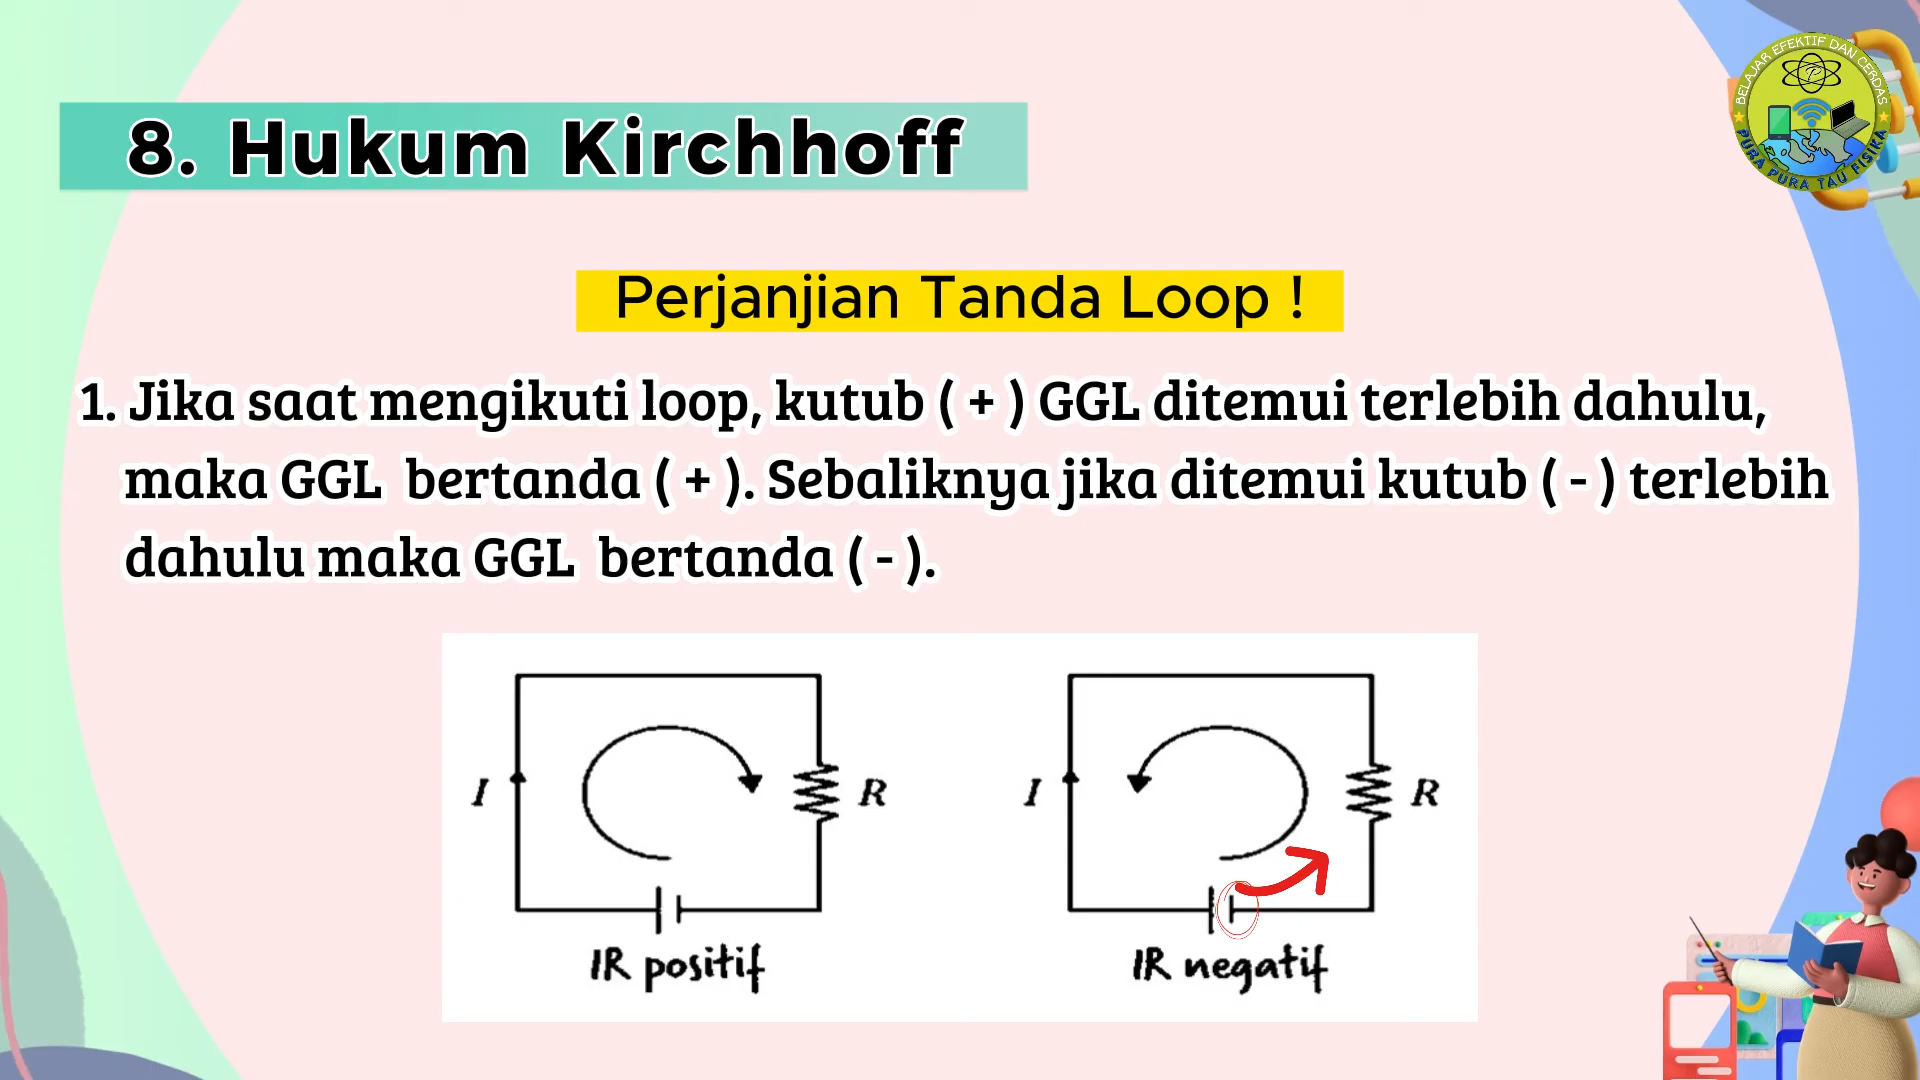 BELAJAR EFEKTIF DAN CERDAS
PURA PURA TAU FISIKA
8. Hukum Kirchhoff
Perjanjian Tanda Loop !
1. Jika saat mengikuti loop, kutub ( + ) GGL ditemui terlebih dahulu,
maka GGL bertanda ( + ). Sebaliknya jika ditemui kutub ( - ) terlebih
dahulu maka GGL bertanda ( - ).
I R I R
IR positif IR negatif